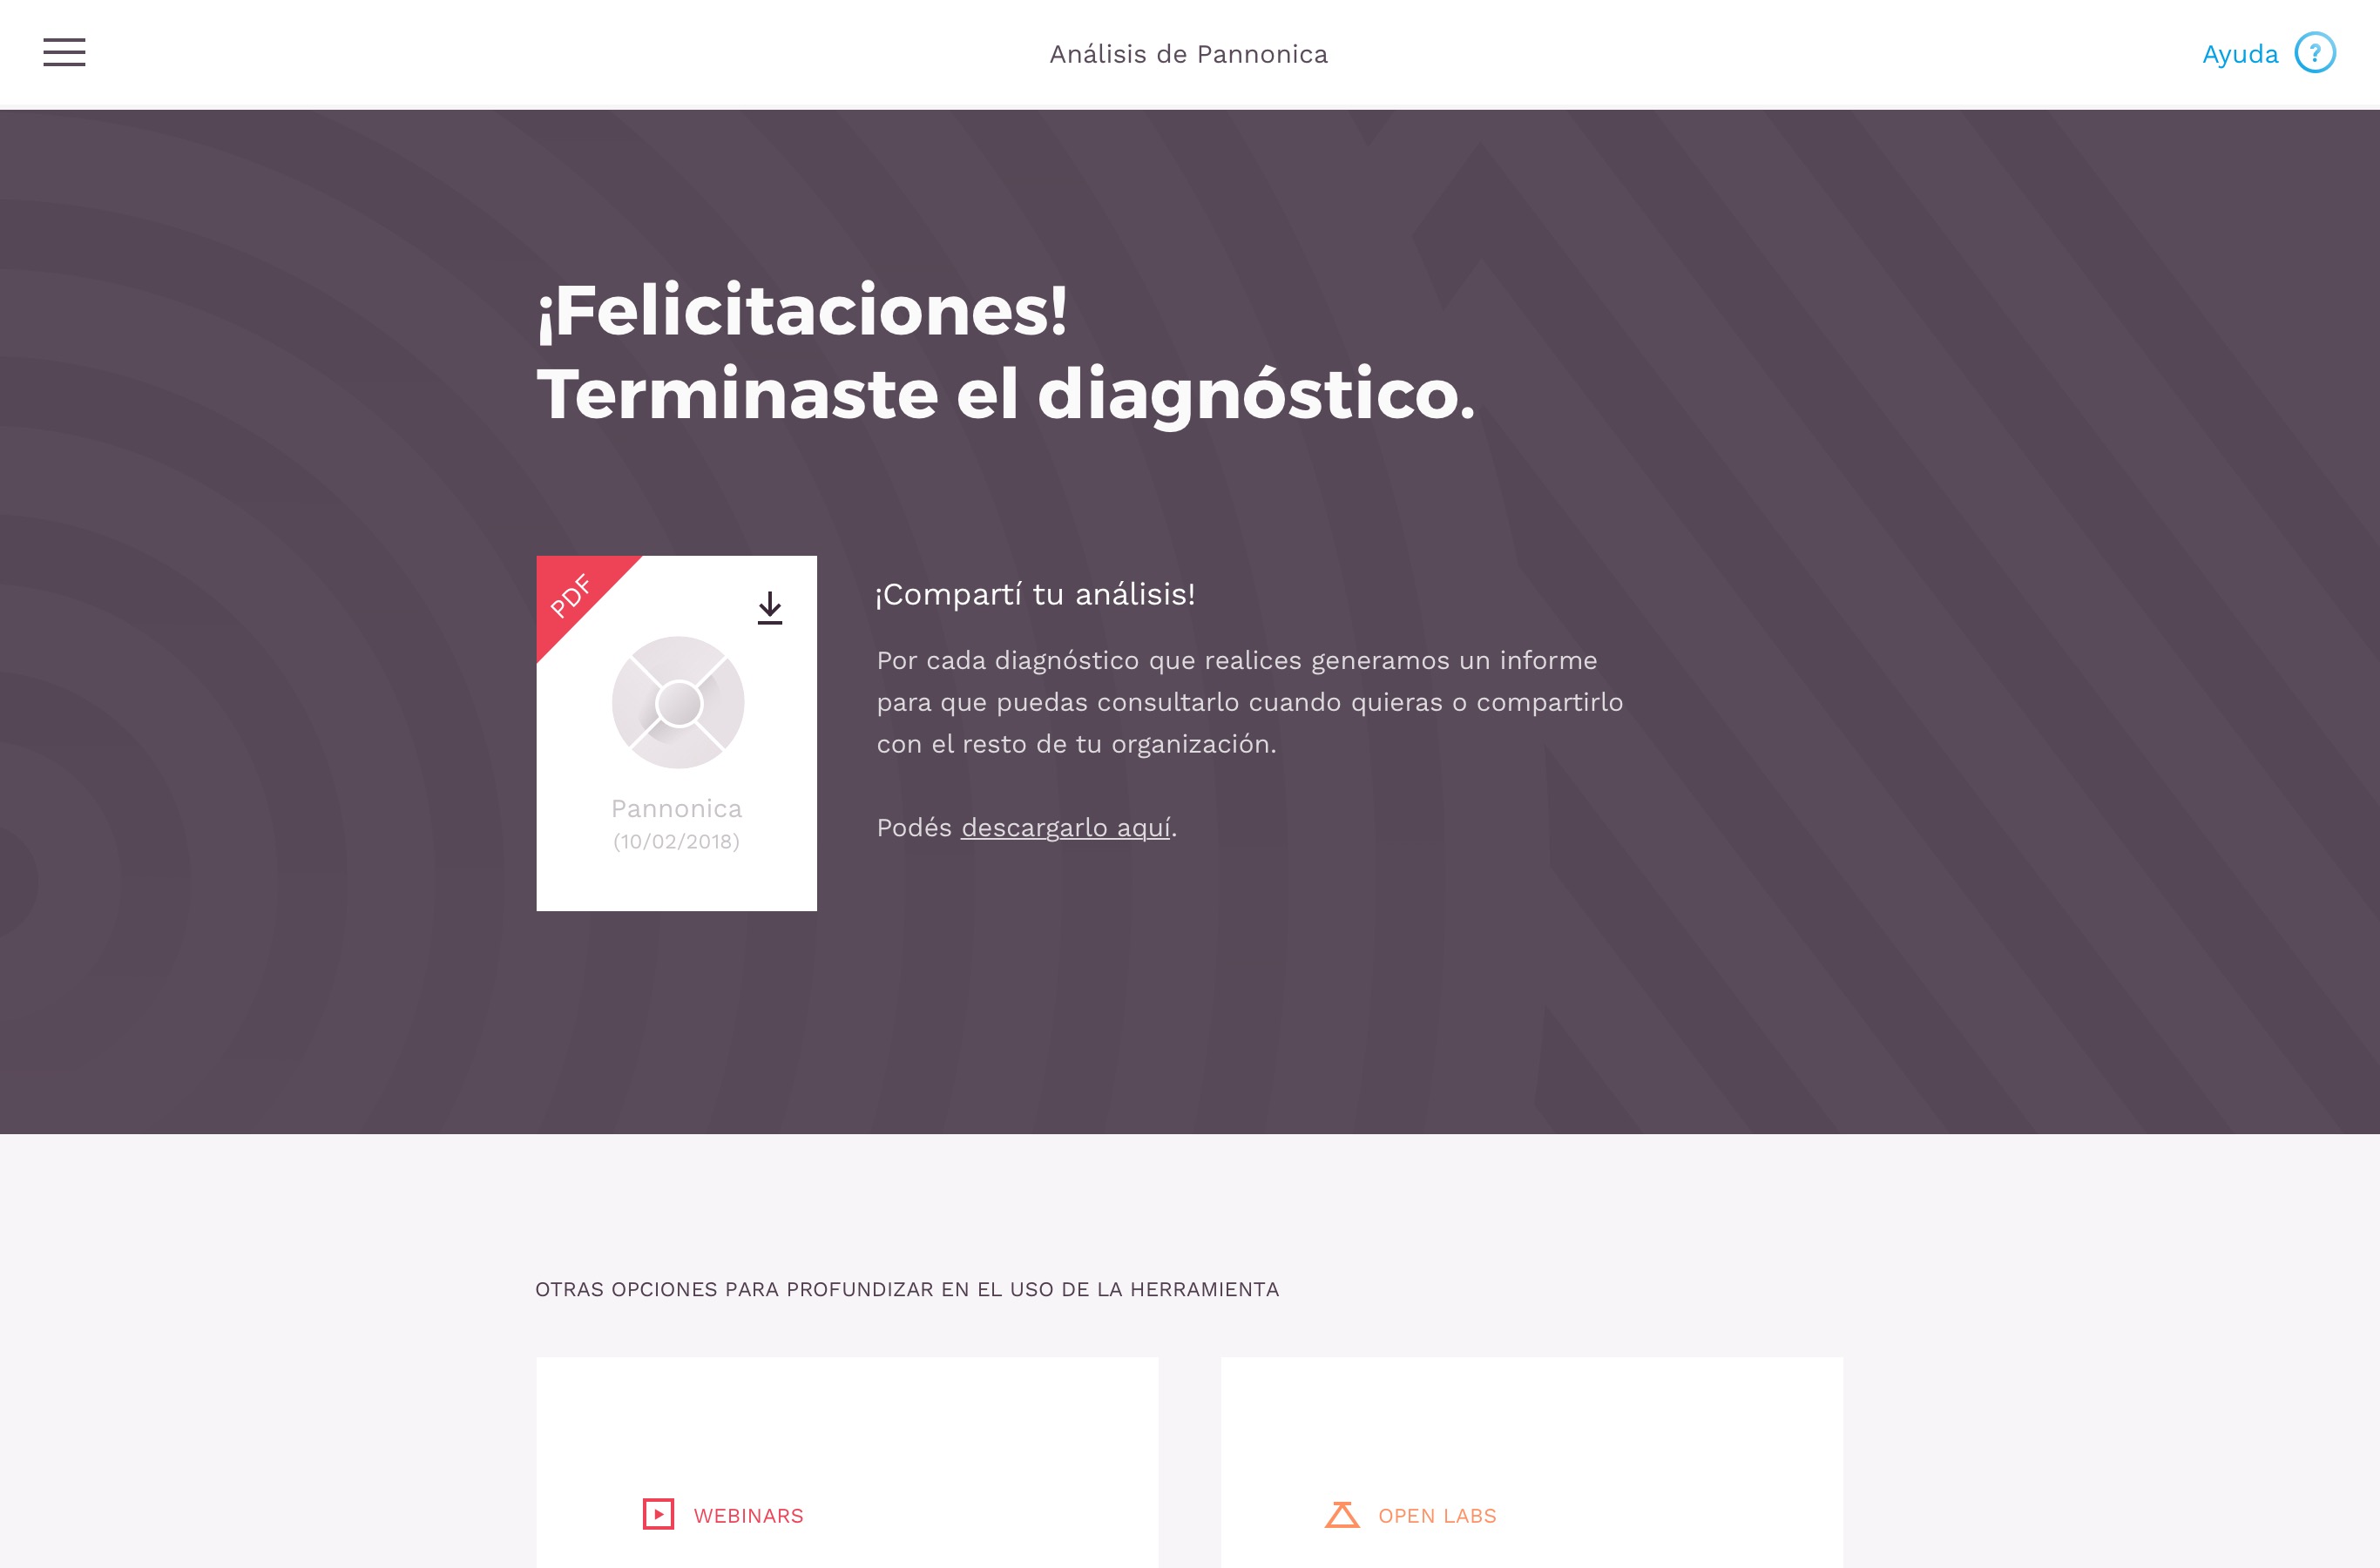 Análisis de Pannonica
Ayuda ?
¡Felicitaciones!
Terminaste el diagnóstico.
PDF
Pannonica
(10/02/2018)
¡Compartí tu análisis!
Por cada diagnóstico que realices generamos un informe
para que puedas consultarlo cuando quieras o compartirlo
con el resto de tu organización.
Podés descargarlo aquí.
OTRAS OPCIONES PARA PROFUNDIZAR EN EL USO DE LA HERRAMIENTA
WEBINARS
OPEN LABS